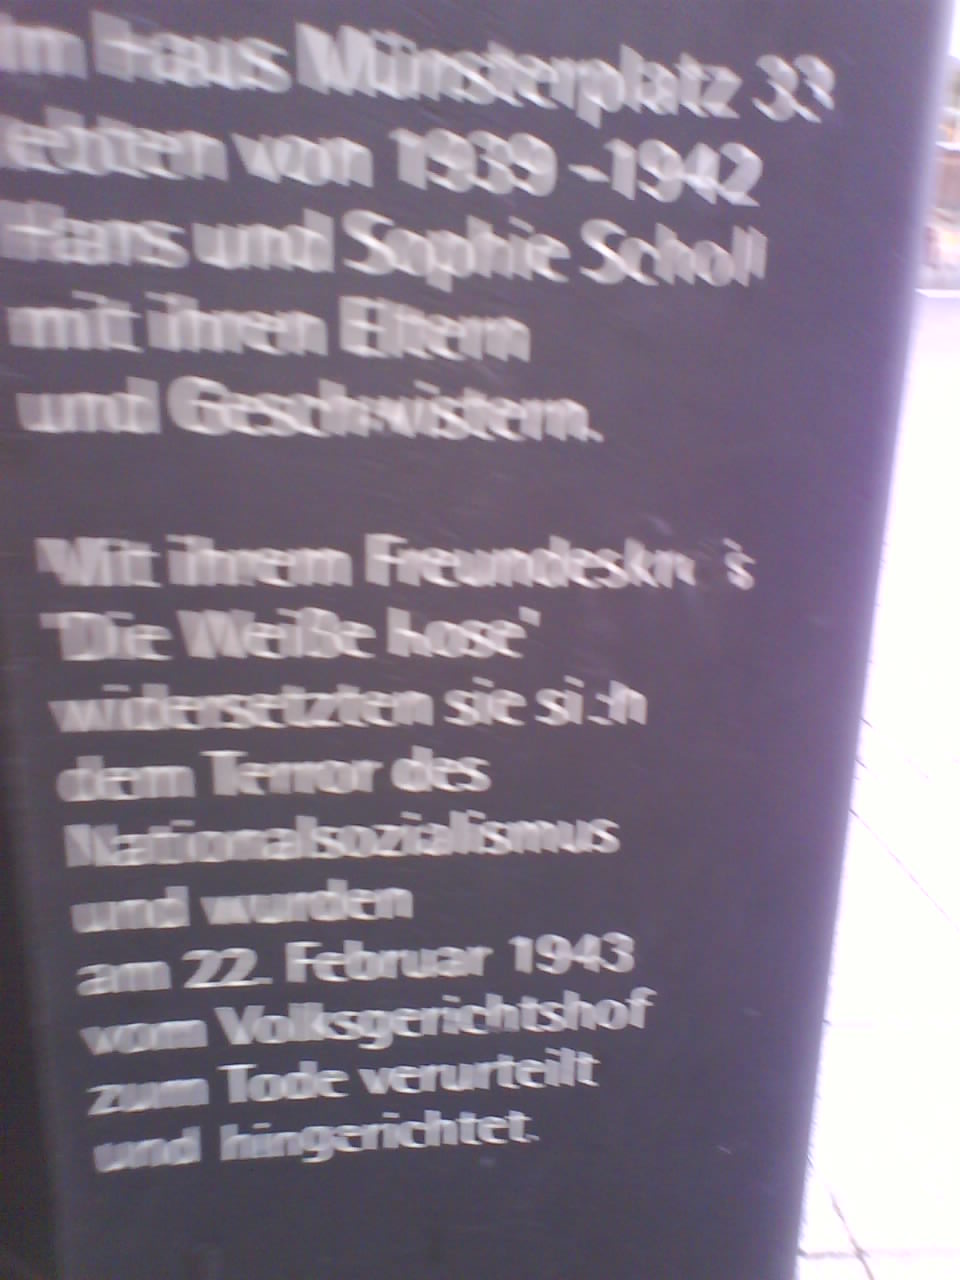 Im Haus Münsterplatz 33
lebten von 1939-1942
Hans und Sophie Scholl
mit ihren Eltern
und Geschwistern.
Mit ihrem Freundeskreis
'Die Weiße Rose'
widersetzten sie sich
dem Terror des
Nationalsozialismus
und wurden
am 22. Februar 1943
vom Volksgerichtshof
zum Tode verurteilt
und hingerichtet.